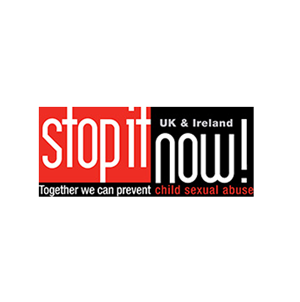 stop it
UK & Ireland
now!
Together we can prevent child sexual abuse